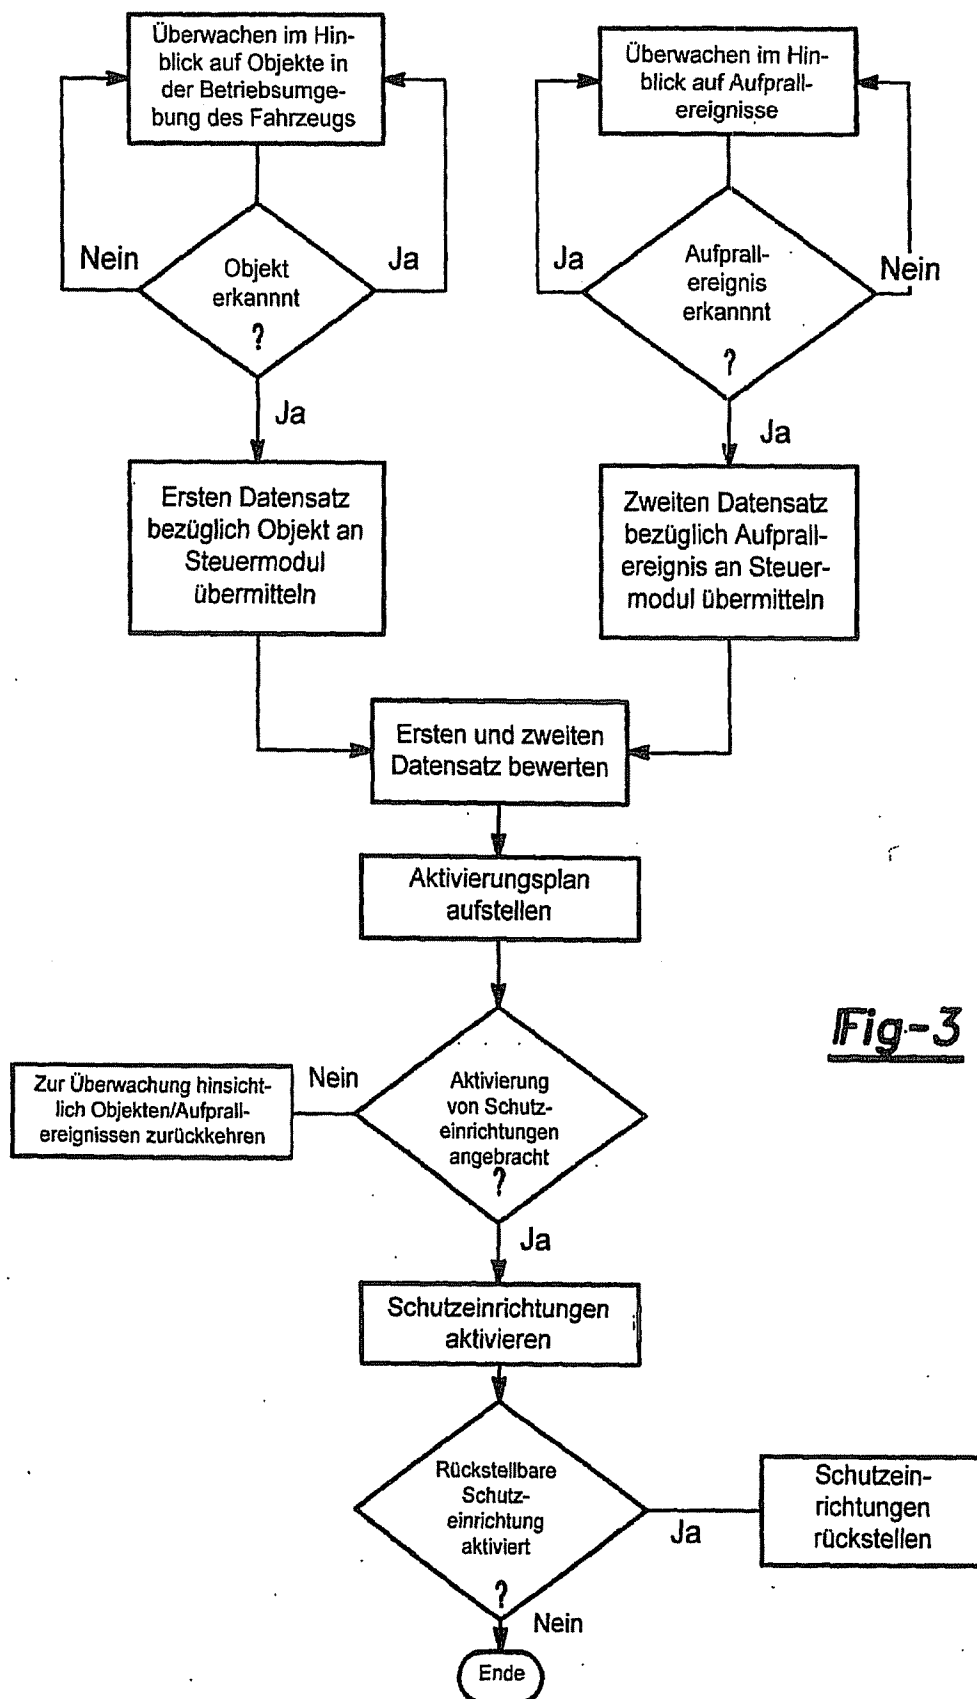 Überwachen im Hin-
blick auf Objekte in
der Betriebsumge-
bung des Fahrzeugs
Überwachen im Hin-
blick auf Aufprall-
ereignisse
Nein
Objekt
erkannnt
?
Ja
Ja
Ja
Aufprall-
ereignis
erkannnt
?
Nein
Ja
Ersten Datensatz
bezüglich Objekt an
Steuermodul
übermitteln
Zweiten Datensatz
bezüglich Aufprall-
ereignis an Steuer-
modul übermitteln
Ersten und zweiten
Datensatz bewerten
Aktivierungsplan
aufstellen
Fig-3
Zur Überwachung hinsicht-
lich Objekten/Aufprall-
ereignissen zurückkehren
Nein
Aktivierung
von Schutz-
einrichtungen
angebracht
?
Ja
Schutzeinrichtungen
aktivieren
Rückstellbare
Schutz-
einrichtung
aktiviert
?
Ja
Schutzein-
richtungen
rückstellen
Nein
Ende